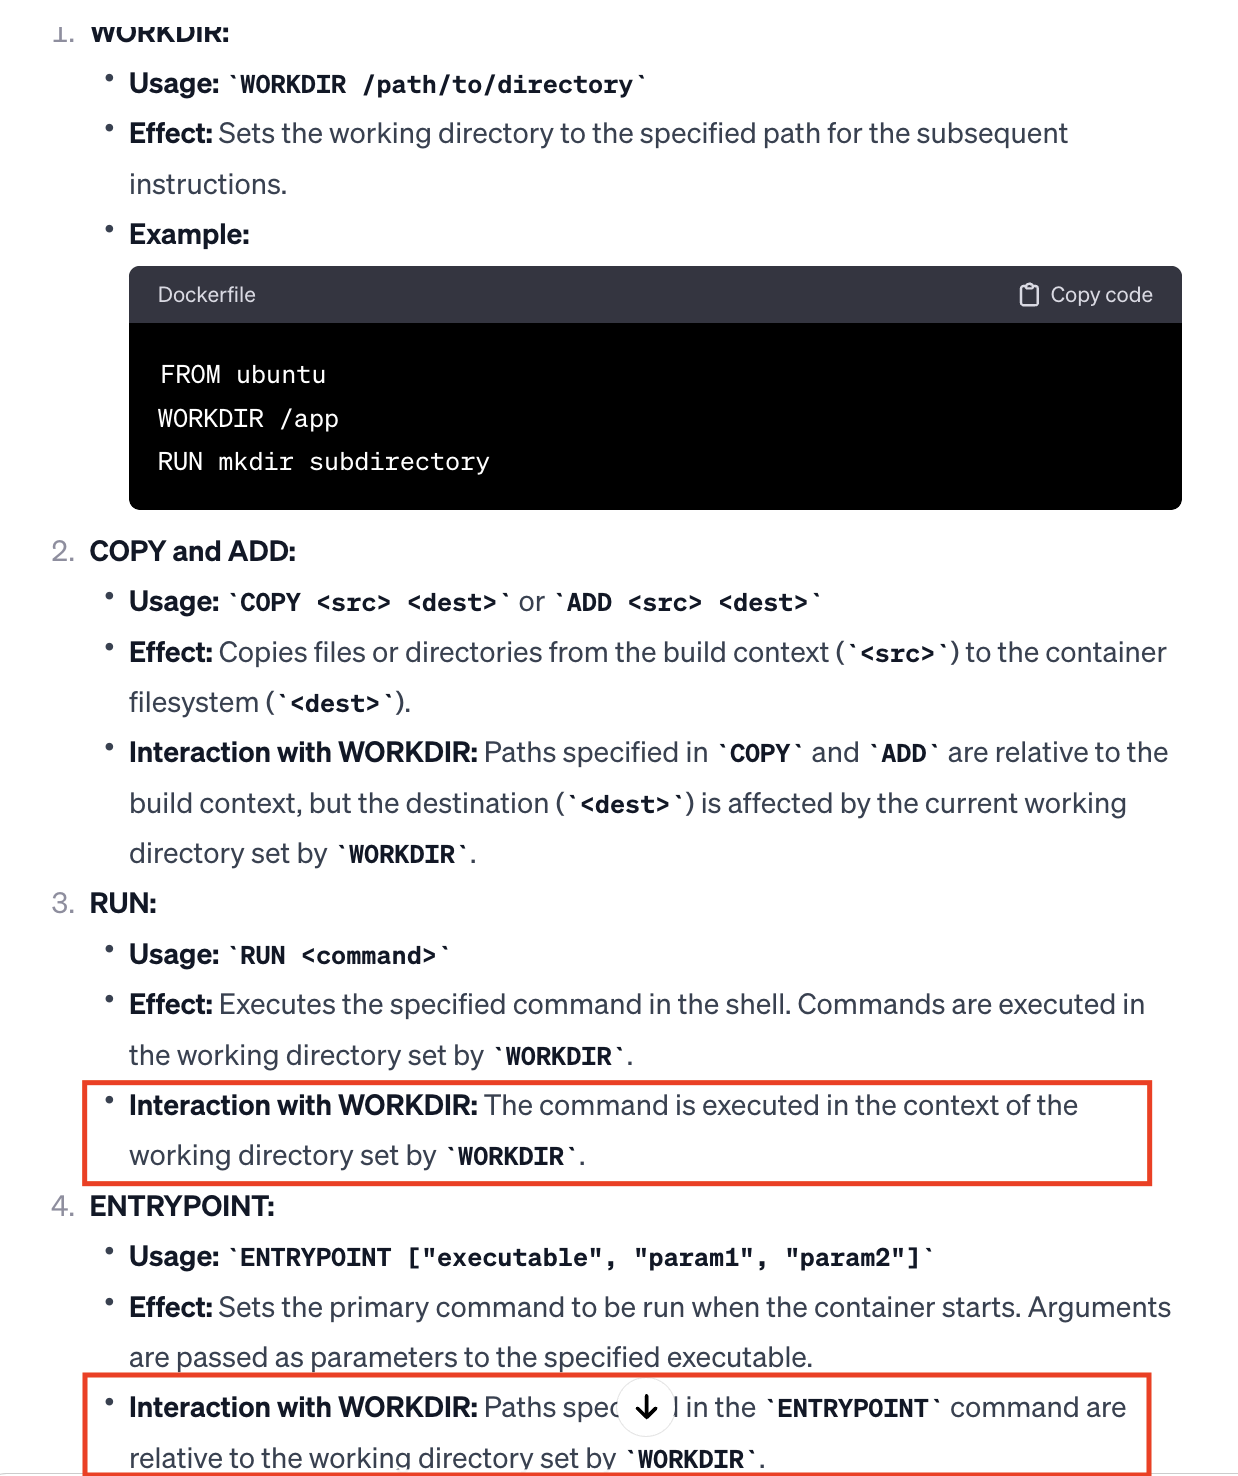 1. WORKDIR:
• Usage: `WORKDIR /path/to/directory`
• Effect: Sets the working directory to the specified path for the subsequent
instructions.
• Example:
Dockerfile Copy code
FROM ubuntu
WORKDIR /app
RUN mkdir subdirectory
2. COPY and ADD:
• Usage: `COPY <src> <dest>` or `ADD <src> <dest>`
• Effect: Copies files or directories from the build context (`<src>`) to the container
filesystem (`<dest>`).
• Interaction with WORKDIR: Paths specified in `COPY` and `ADD` are relative to the
build context, but the destination (`<dest>`) is affected by the current working
directory set by `WORKDIR`.
3. RUN:
• Usage: `RUN <command>`
• Effect: Executes the specified command in the shell. Commands are executed in
the working directory set by `WORKDIR`.
• Interaction with WORKDIR: The command is executed in the context of the
working directory set by `WORKDIR`.
4. ENTRYPOINT:
• Usage: `ENTRYPOINT ["executable", "param1", "param2"]`
• Effect: Sets the primary command to be run when the container starts. Arguments
are passed as parameters to the specified executable.
• Interaction with WORKDIR: Paths in the `ENTRYPOINT` command are
relative to the working directory set by `WORKDIR`.